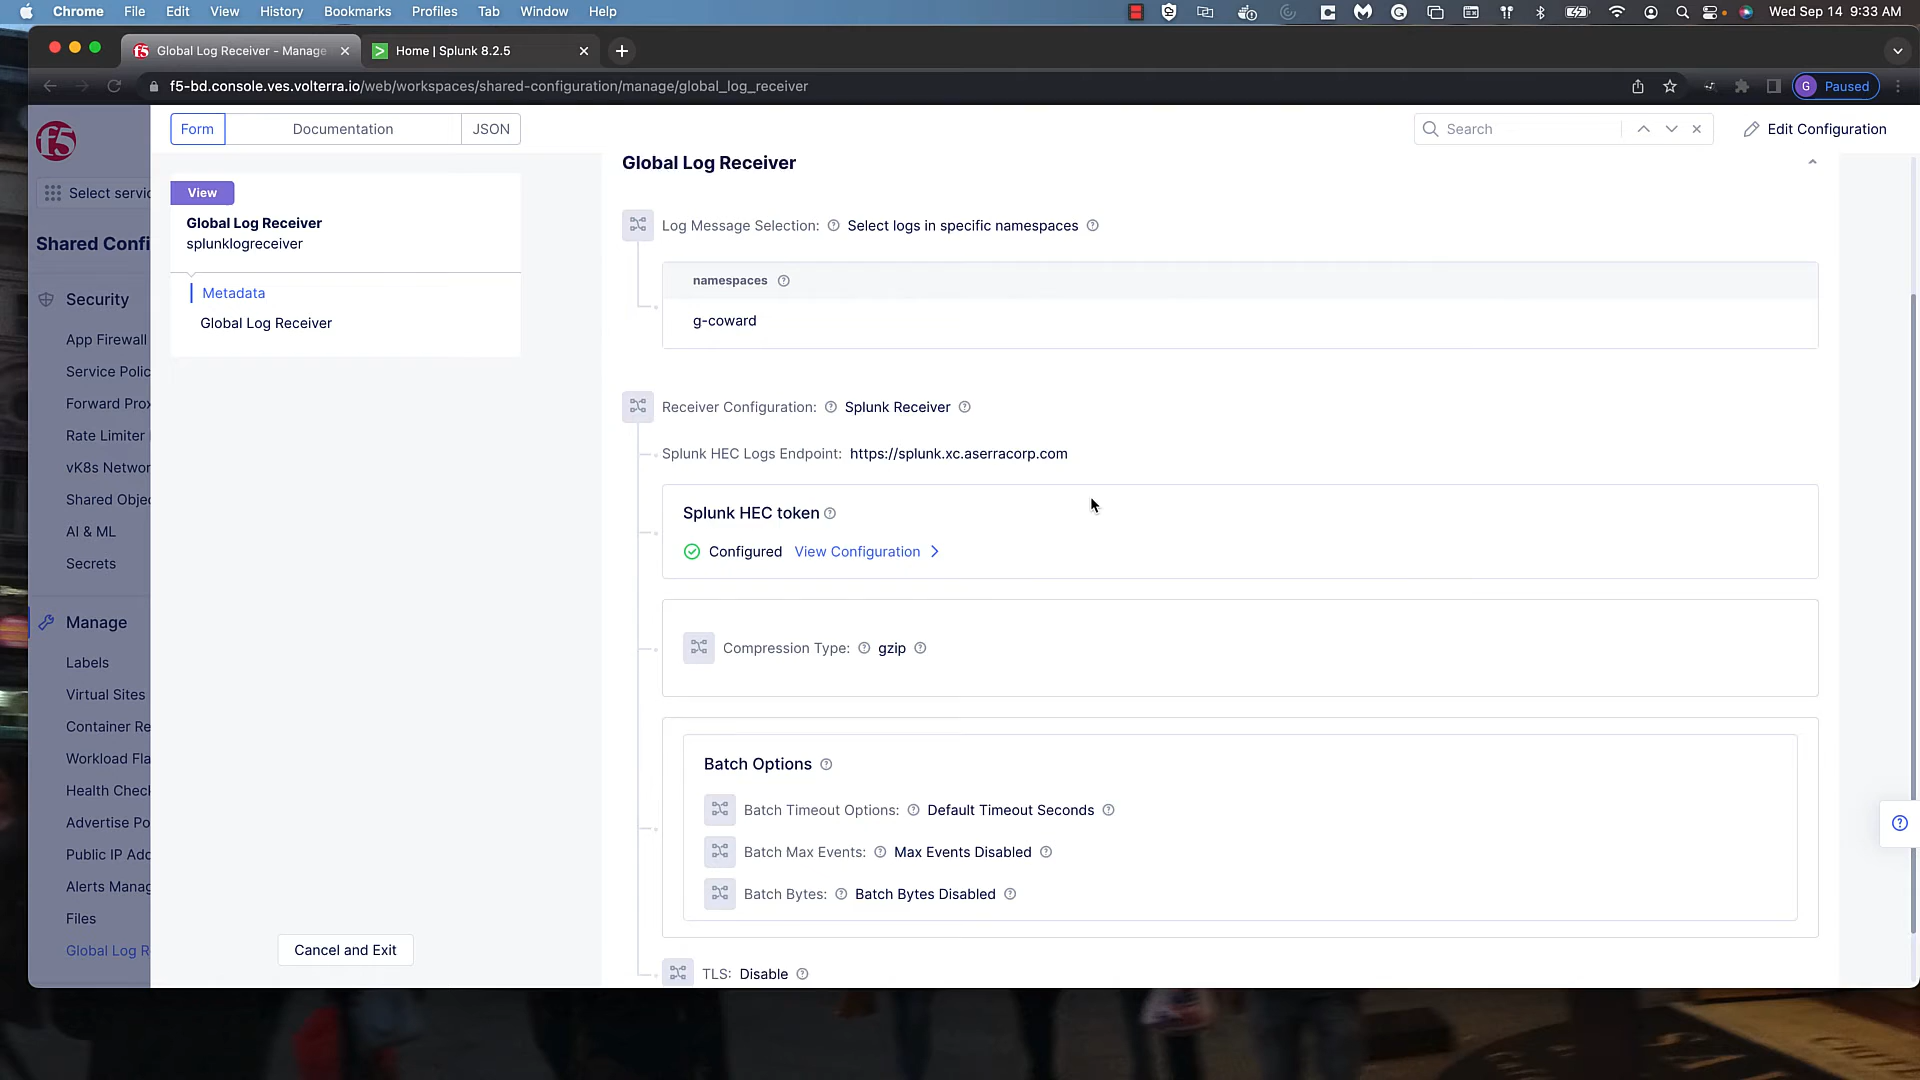 Chrome File Edit View History Bookmarks Profiles Tab Window Help Wed Sep 14 9:33 AM
Global Log Receiver - Manage Home | Splunk 8.2.5
f5-bd.console.ves.volterra.io/web/workspaces/shared-configuration/manage/global_log_receiver G Paused
f5
Select servic
Shared Confi
Security
App Firewall
Service Polic
Forward Prox
Rate Limiter
vK8s Networ
Shared Obje
AI & ML
Secrets
Manage
Labels
Virtual Sites
Container Re
Workload Fla
Health Check
Advertise Po
Public IP Add
Alerts Manag
Files
Global Log R
Form Documentation JSON
Search
Edit Configuration
View
Global Log Receiver
splunklogreceiver
Metadata
Global Log Receiver
Cancel and Exit
Global Log Receiver
Log Message Selection: Select logs in specific namespaces
namespaces
g-coward
Receiver Configuration: Splunk Receiver
Splunk HEC Logs Endpoint: https://splunk.xc.aserracorp.com
Splunk HEC token
Configured View Configuration
Compression Type: gzip
Batch Options
Batch Timeout Options: Default Timeout Seconds
Batch Max Events: Max Events Disabled
Batch Bytes: Batch Bytes Disabled
TLS: Disable